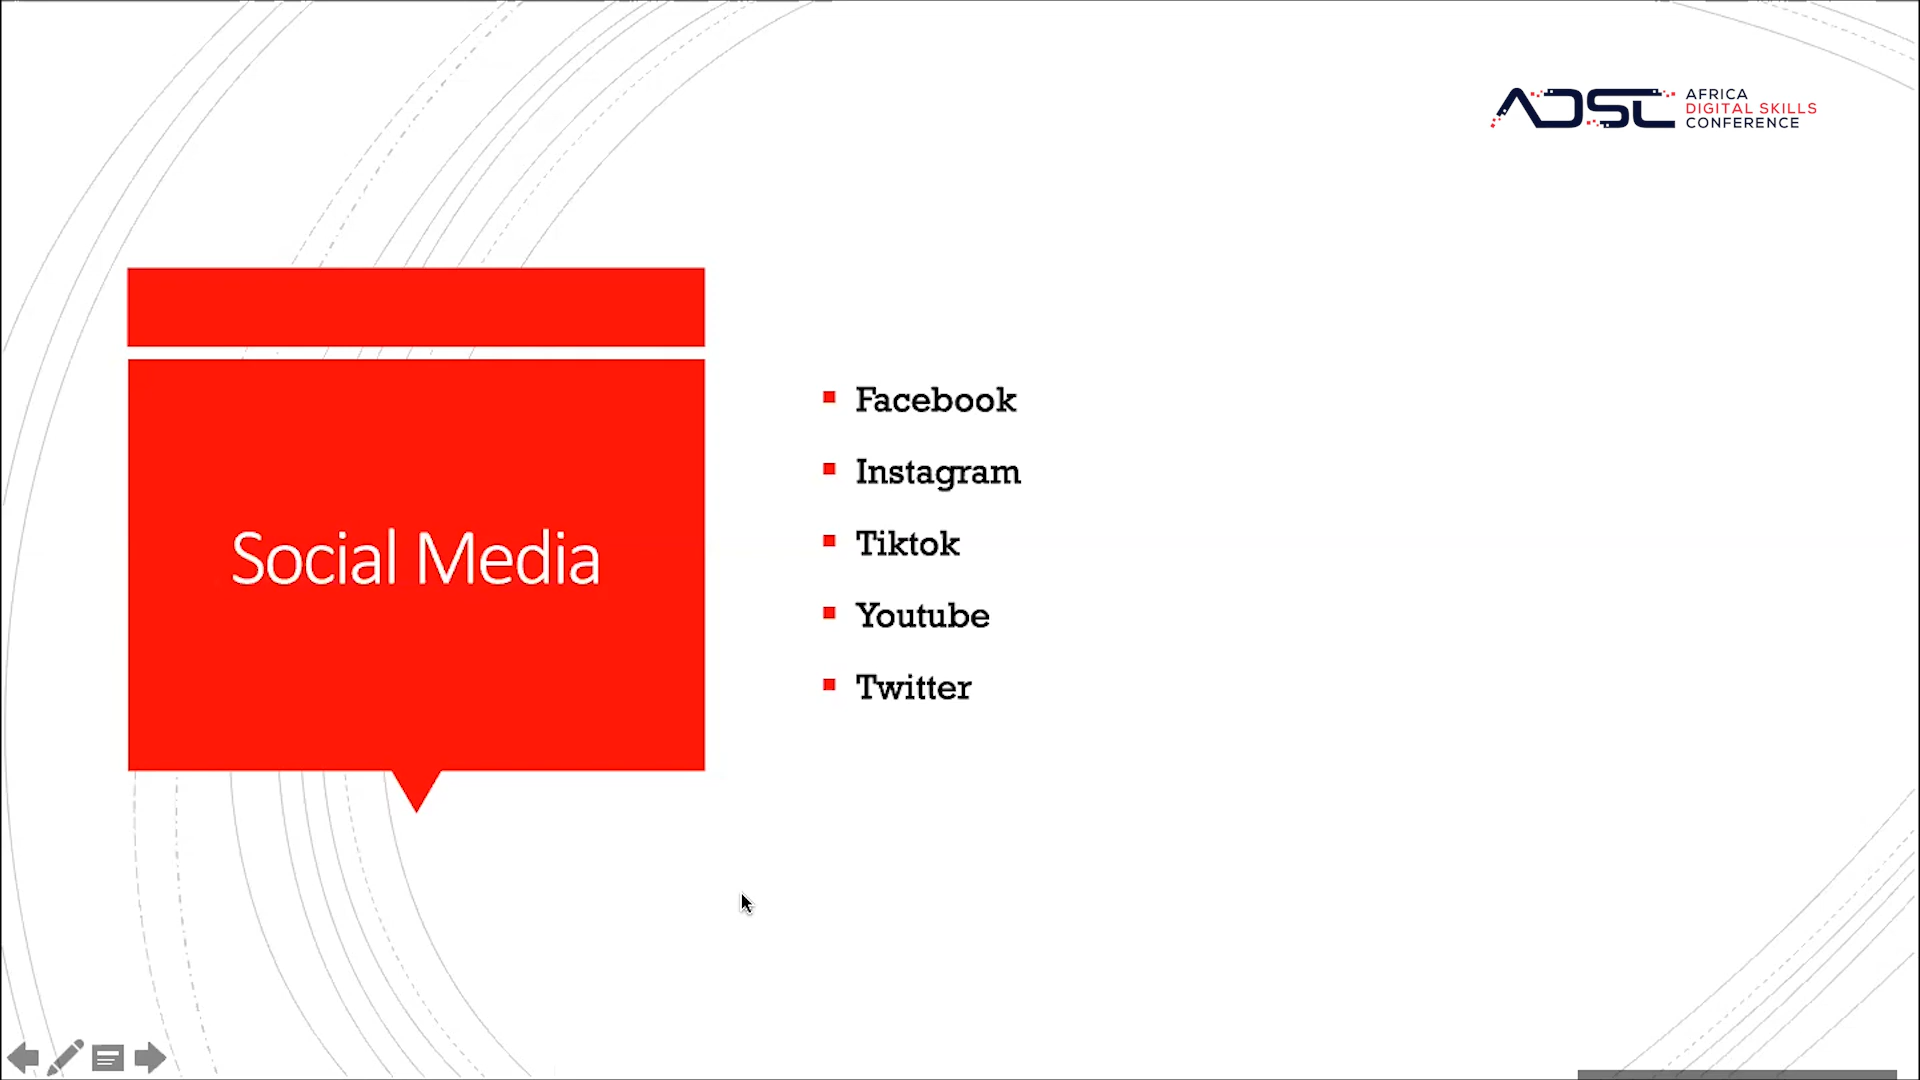 ADSC
AFRICA
DIGITAL SKILLS
CONFERENCE
Social Media
Facebook
Instagram
Tiktok
Youtube
Twitter